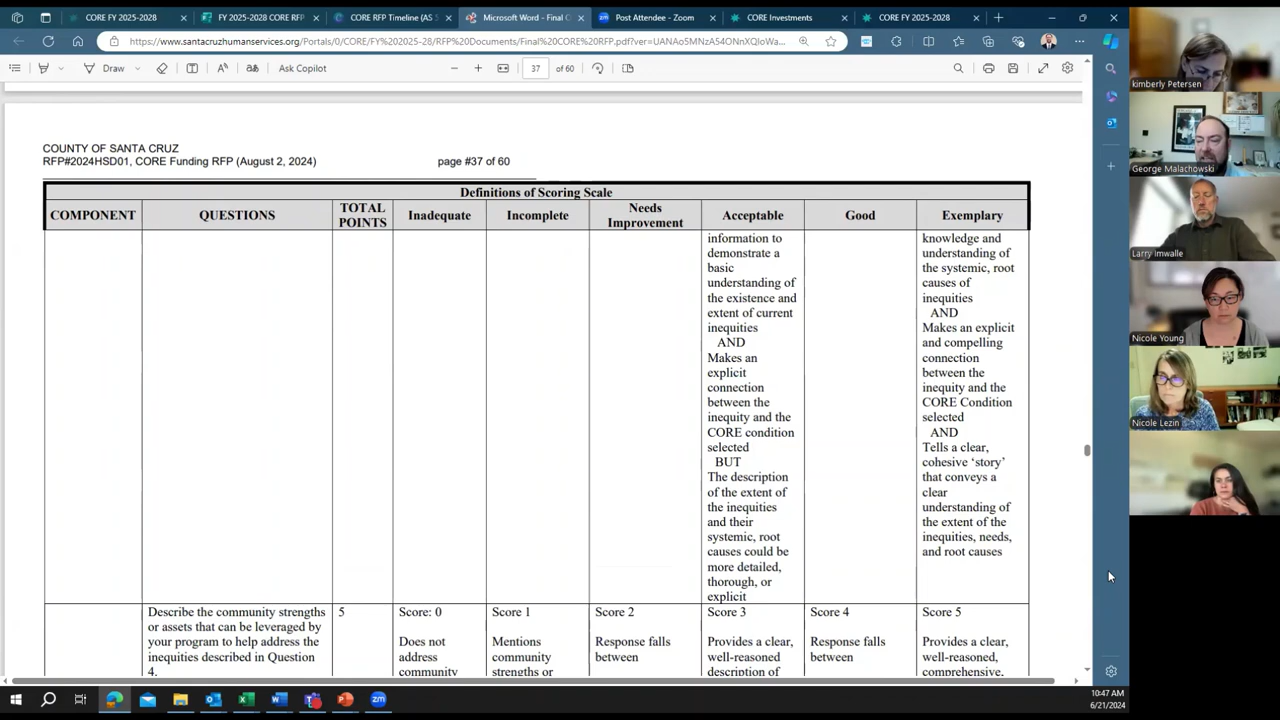 CORE FY 2025-2028
FY 2025-2028 CORE RFP
CORE RFP Timeline (AS
Microsoft Word - Final C
Post Attendee - Zoom
CORE Investments
CORE FY 2025-2028
https://www.santacruzhumanservices.org/Portals/0/CORE/FY%202025-28/RFP%20Documents/Final%20CORE%20RFP.pdf?ver=UANAo5MNzA54ONnXQloWa...
Draw
Ask Copilot
37
of 60
COUNTY OF SANTA CRUZ
RFP#2024HSD01, CORE Funding RFP (August 2, 2024)
page #37 of 60
Definitions of Scoring Scale
COMPONENT
QUESTIONS
TOTAL
POINTS
Inadequate
Incomplete
Needs
Improvement
Acceptable
Good
Exemplary
information to
demonstrate a
basic
understanding of
the existence and
extent of current
inequities
AND
Makes an
explicit
connection
between the
inequity and the
CORE condition
selected
BUT
The description
of the extent of
the inequities
and their
systemic, root
causes could be
more detailed,
thorough, or
explicit
knowledge and
understanding of
the systemic, root
causes of
inequities
AND
Makes an explicit
and compelling
connection
between the
inequity and the
CORE Condition
selected
AND
Tells a clear,
cohesive ‘story’
that conveys a
clear
understanding of
the extent of the
inequities, needs,
and root causes
Describe the community strengths
or assets that can be leveraged by
your program to help address the
inequities described in Question
4.
5
Score: 0
Does not
address
community
Score 1
Mentions
community
strengths or
Score 2
Response falls
between
Score 3
Provides a clear,
well-reasoned
description of
Score 4
Response falls
between
Score 5
Provides a clear,
well-reasoned,
comprehensive,
kimberly Petersen
George Malachowski
Larry imwalle
Nicole Young
Nicole Lezin
10:47 AM
6/21/2024